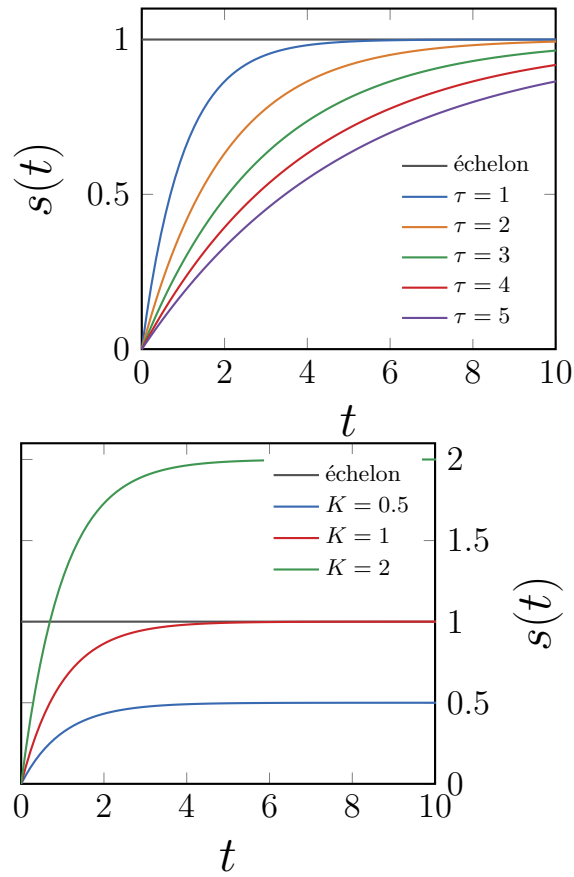 1
0.5
0
s(t)
échelon
τ = 1
τ = 2
τ = 3
τ = 4
τ = 5
0 2 4 6 8 10
t
échelon
K = 0.5
K = 1
K = 2
2
1.5
1
0.5
0
s(t)
0 2 4 6 8 10
t